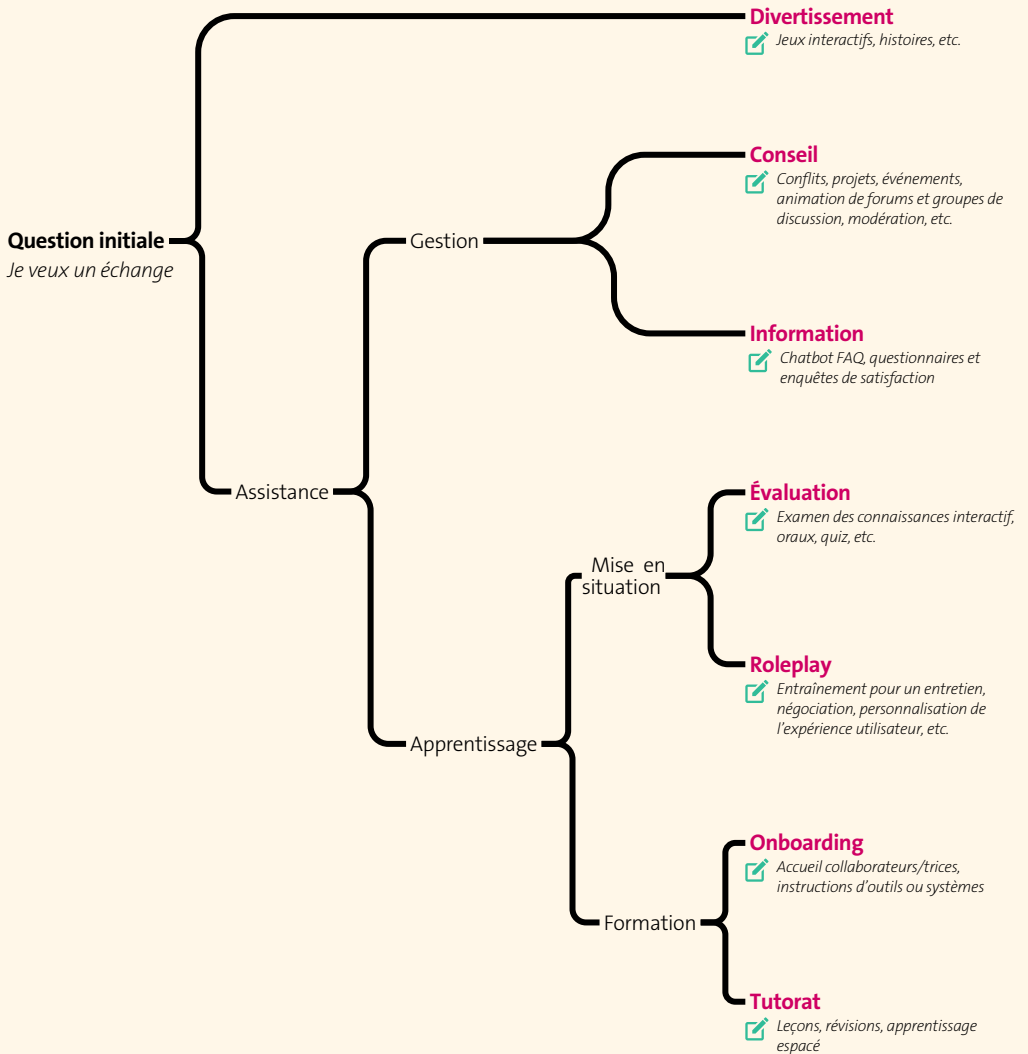 Divertissement
Jeux interactifs, histoires, etc.
Conseil
Conflits, projets, événements,
animation de forums et groupes de
discussion, modération, etc.
Question initiale
Je veux un échange
Gestion
Information
Chatbot FAQ, questionnaires et
enquêtes de satisfaction
Assistance
Évaluation
Examen des connaissances interactif,
oraux, quiz, etc.
Mise en
situation
Roleplay
Entraînement pour un entretien,
négociation, personnalisation de
l'expérience utilisateur, etc.
Apprentissage
Onboarding
Accueil collaborateurs/trices,
instructions d'outils ou systèmes
Formation
Tutorat
Leçons, révisions, apprentissage
espacé